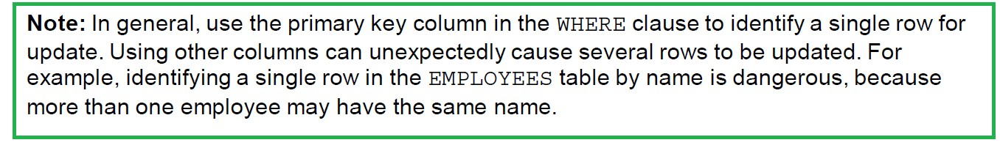 Note: In general, use the primary key column in the WHERE clause to identify a single row for
update. Using other columns can unexpectedly cause several rows to be updated. For
example, identifying a single row in the EMPLOYEES table by name is dangerous, because
more than one employee may have the same name.